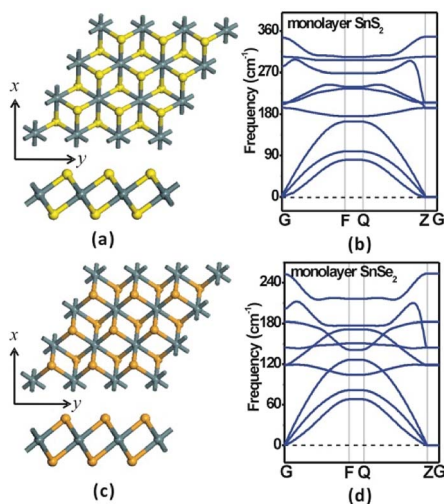 x
y
(a)
monolayer SnS₂
Frequency (cm⁻¹)
360
270
180
90
0
G F Q Z G
(b)
x
y
(c)
monolayer SnSe₂
Frequency (cm⁻¹)
240
180
120
60
0
G F Q Z G
(d)